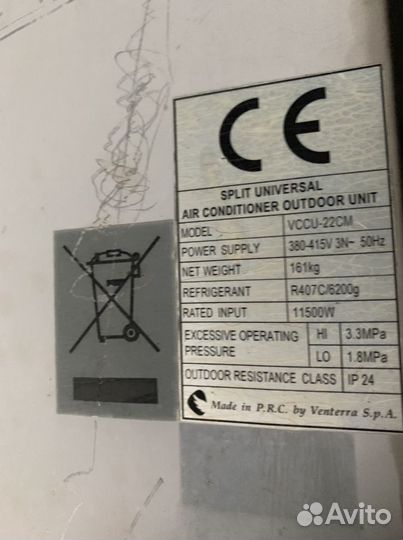 CE
SPLIT UNIVERSAL
AIR CONDITIONER OUTDOOR UNIT
MODEL VCCU-22CM
POWER SUPPLY 380-415V 3N~ 50Hz
NET WEIGHT 161kg
REFRIGERANT R407C/6200g
RATED INPUT 11500W
EXCESSIVE OPERATING PRESSURE HI 3.3MPa
LO 1.8MPa
OUTDOOR RESISTANCE CLASS IP 24
Made in P.R.C. by Venterra S.p.A.
Avito